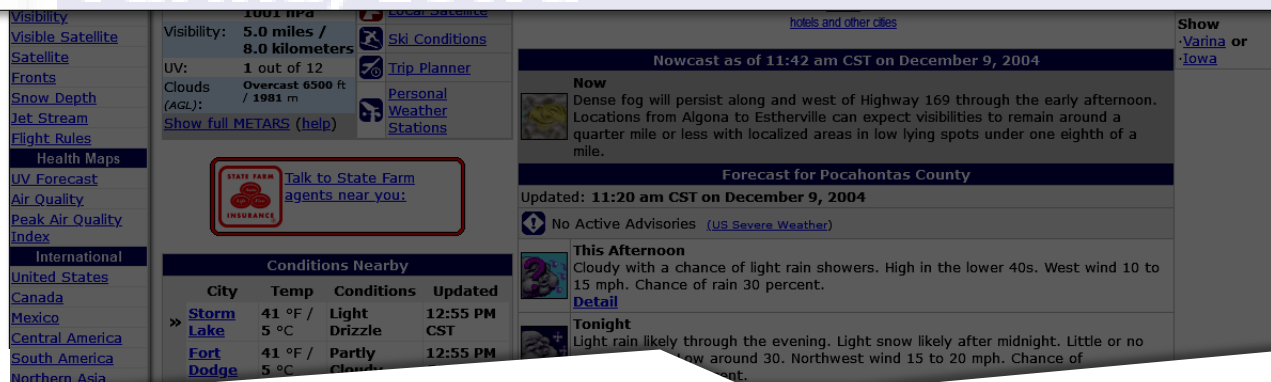 Visibility
Visible Satellite
Satellite
Fronts
Snow Depth
Jet Stream
Flight Rules
Health Maps
UV Forecast
Air Quality
Peak Air Quality
Index
International
United States
Canada
Mexico
Central America
South America
Northern Asia
1001 hPa
Visibility: 5.0 miles /
8.0 kilometers
UV: 1 out of 12
Clouds Overcast 6500 ft
(AGL): / 1981 m
Show full METARS (help)
Local Satellite
Ski Conditions
Trip Planner
Personal
Weather
Stations
STATE FARM
INSURANCE
Talk to State Farm
agents near you:
Conditions Nearby
City Temp Conditions Updated
» Storm 41 °F / Light 12:55 PM
Lake 5 °C Drizzle CST
Fort 41 °F / Partly 12:55 PM
Dodge 5 °C Cloudy
hotels and other cities
Nowcast as of 11:42 am CST on December 9, 2004
Now
Dense fog will persist along and west of Highway 169 through the early afternoon.
Locations from Algona to Estherville can expect visibilities to remain around a
quarter mile or less with localized areas in low lying spots under one eighth of a
mile.
Forecast for Pocahontas County
Updated: 11:20 am CST on December 9, 2004
No Active Advisories (US Severe Weather)
This Afternoon
Cloudy with a chance of light rain showers. High in the lower 40s. West wind 10 to
15 mph. Chance of rain 30 percent.
Detail
Tonight
Light rain likely through the evening. Light snow likely after midnight. Little or no
around 30. Northwest wind 15 to 20 mph. Chance of
Show
·Varina or
·Iowa